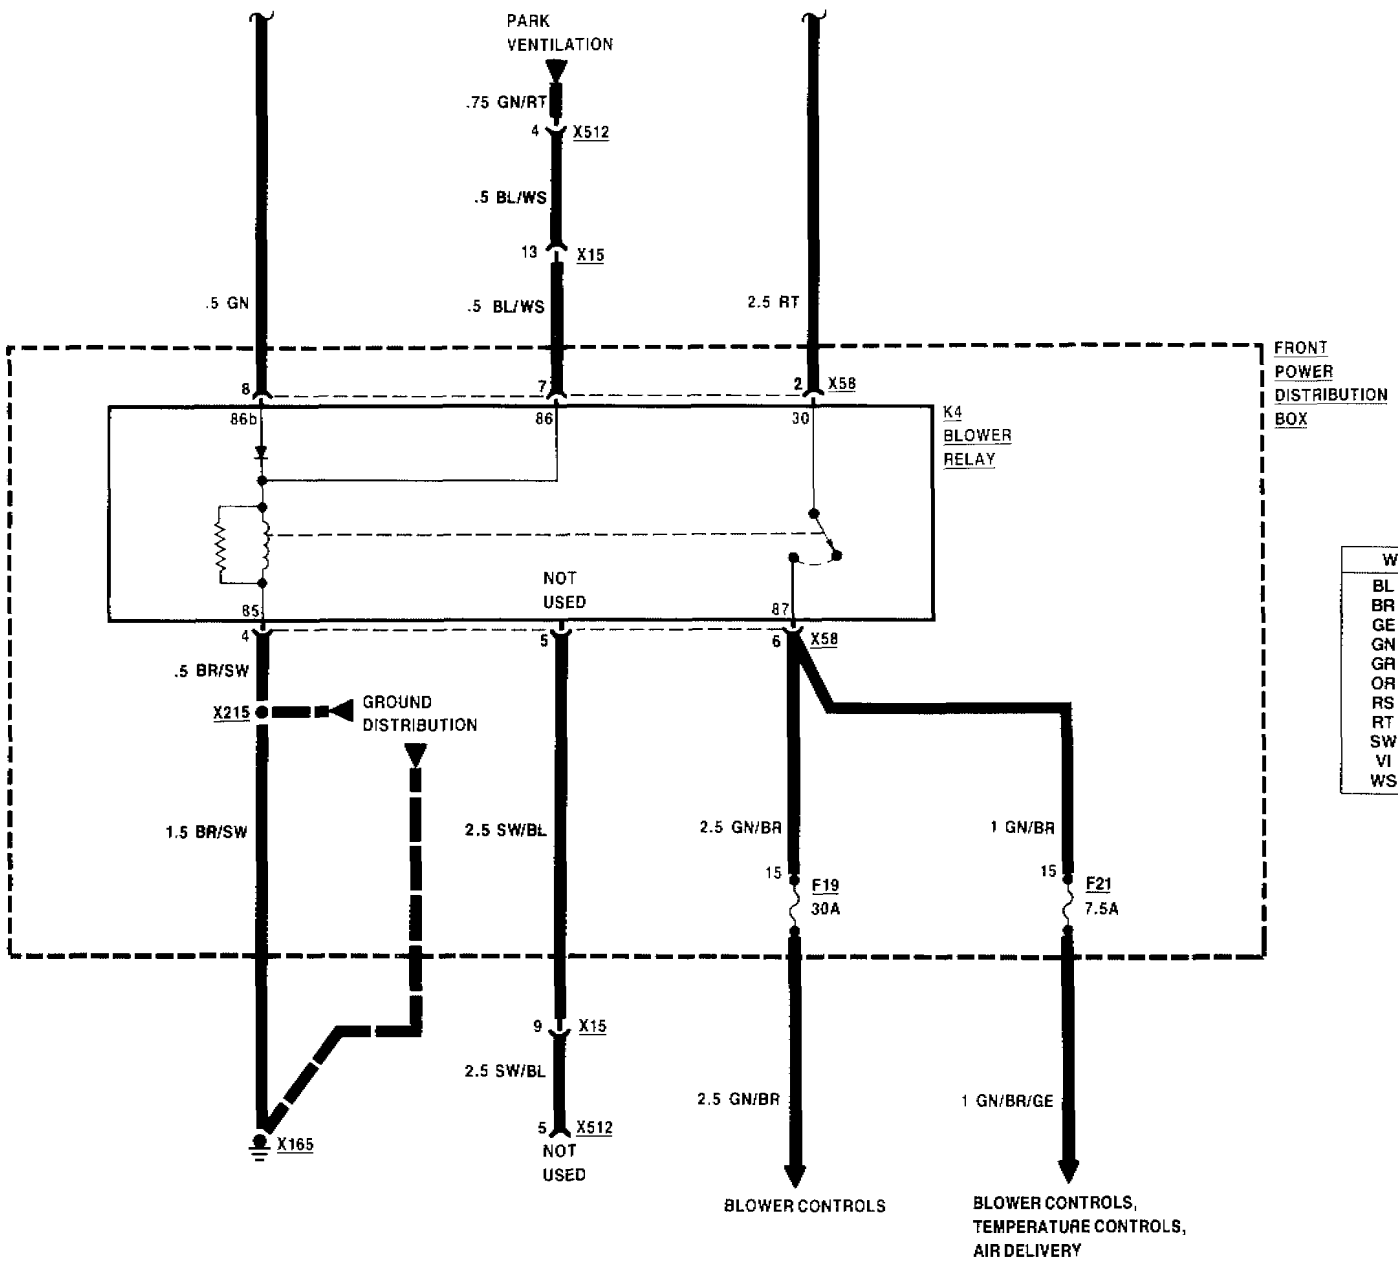 PARK
VENTILATION
.75 GN/RT
4 X512
.5 BL/WS
13 X15
.5 GN
.5 BL/WS
2.5 RT
FRONT
POWER
DISTRIBUTION
BOX
8
7
2 X58
86b
86
30
K4
BLOWER
RELAY
NOT
USED
85
87
4
5
6 X58
.5 BR/SW
X215
GROUND
DISTRIBUTION
W
BL
BR
GE
GN
GR
OR
RS
RT
SW
VI
WS
1.5 BR/SW
2.5 SW/BL
2.5 GN/BR
1 GN/BR
15 F19
30A
15 F21
7.5A
9 X15
2.5 SW/BL
2.5 GN/BR
1 GN/BR/GE
5 X512
NOT
USED
X165
BLOWER CONTROLS
BLOWER CONTROLS,
TEMPERATURE CONTROLS,
AIR DELIVERY